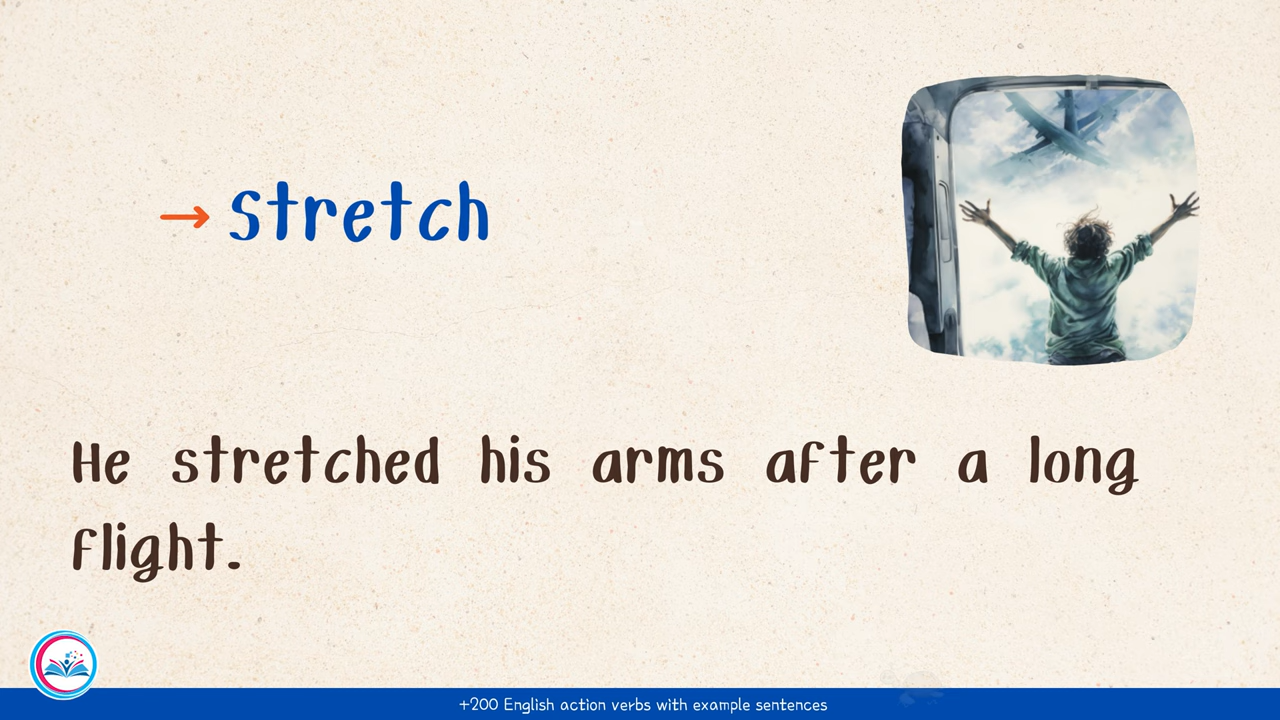 → stretch
He stretched his arms after a long
flight.
+200 English action verbs with example sentences